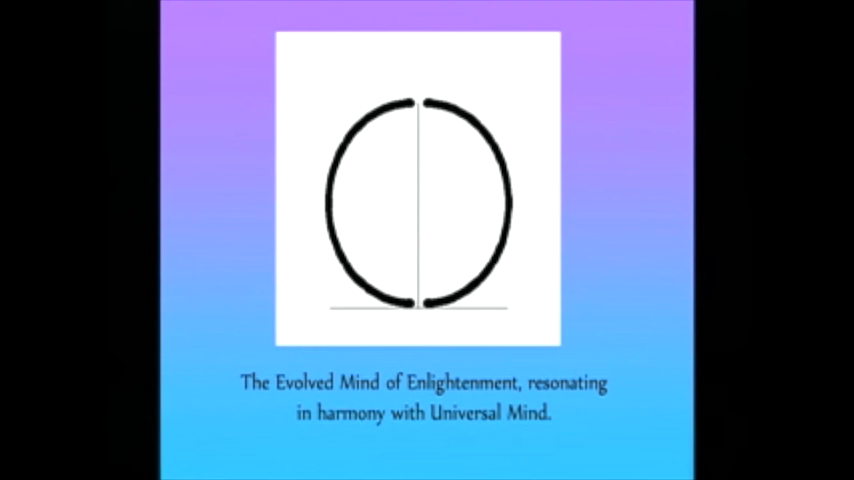 The Evolved Mind of Enlightenment, resonating
in harmony with Universal Mind.